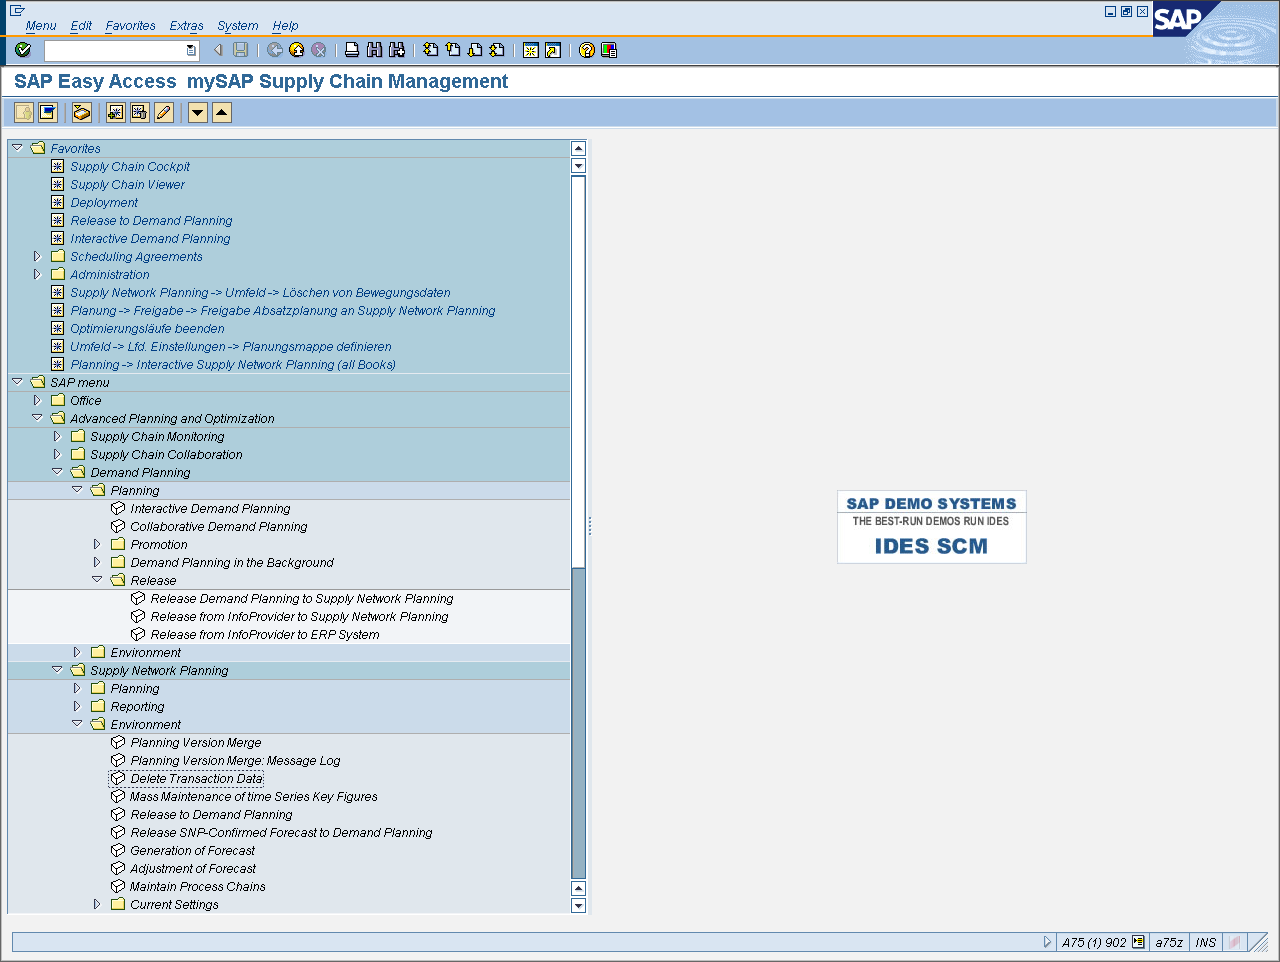 Menu Edit Favorites Extras System Help
SAP
SAP Easy Access mySAP Supply Chain Management
Favorites
Supply Chain Cockpit
Supply Chain Viewer
Deployment
Release to Demand Planning
Interactive Demand Planning
Scheduling Agreements
Administration
Supply Network Planning -> Umfeld -> Löschen von Bewegungsdaten
Planung -> Freigabe -> Freigabe Absatzplanung an Supply Network Planning
Optimierungsläufe beenden
Umfeld -> Lfd. Einstellungen -> Planungsmappe definieren
Planning -> Interactive Supply Network Planning (all Books)
SAP menu
Office
Advanced Planning and Optimization
Supply Chain Monitoring
Supply Chain Collaboration
Demand Planning
Planning
Interactive Demand Planning
Collaborative Demand Planning
Promotion
Demand Planning in the Background
Release
Release Demand Planning to Supply Network Planning
Release from InfoProvider to Supply Network Planning
Release from InfoProvider to ERP System
Environment
Supply Network Planning
Planning
Reporting
Environment
Planning Version Merge
Planning Version Merge: Message Log
Delete Transaction Data
Mass Maintenance of time Series Key Figures
Release to Demand Planning
Release SNP-Confirmed Forecast to Demand Planning
Generation of Forecast
Adjustment of Forecast
Maintain Process Chains
Current Settings
SAP DEMO SYSTEMS
THE BEST-RUN DEMOS RUN IDES
IDES SCM
A75 (1) 902 a75z INS